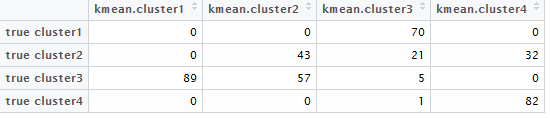 kmean.cluster1 kmean.cluster2 kmean.cluster3 kmean.cluster4
true cluster1 0 0 70 0
true cluster2 0 43 21 32
true cluster3 89 57 5 0
true cluster4 0 0 1 82